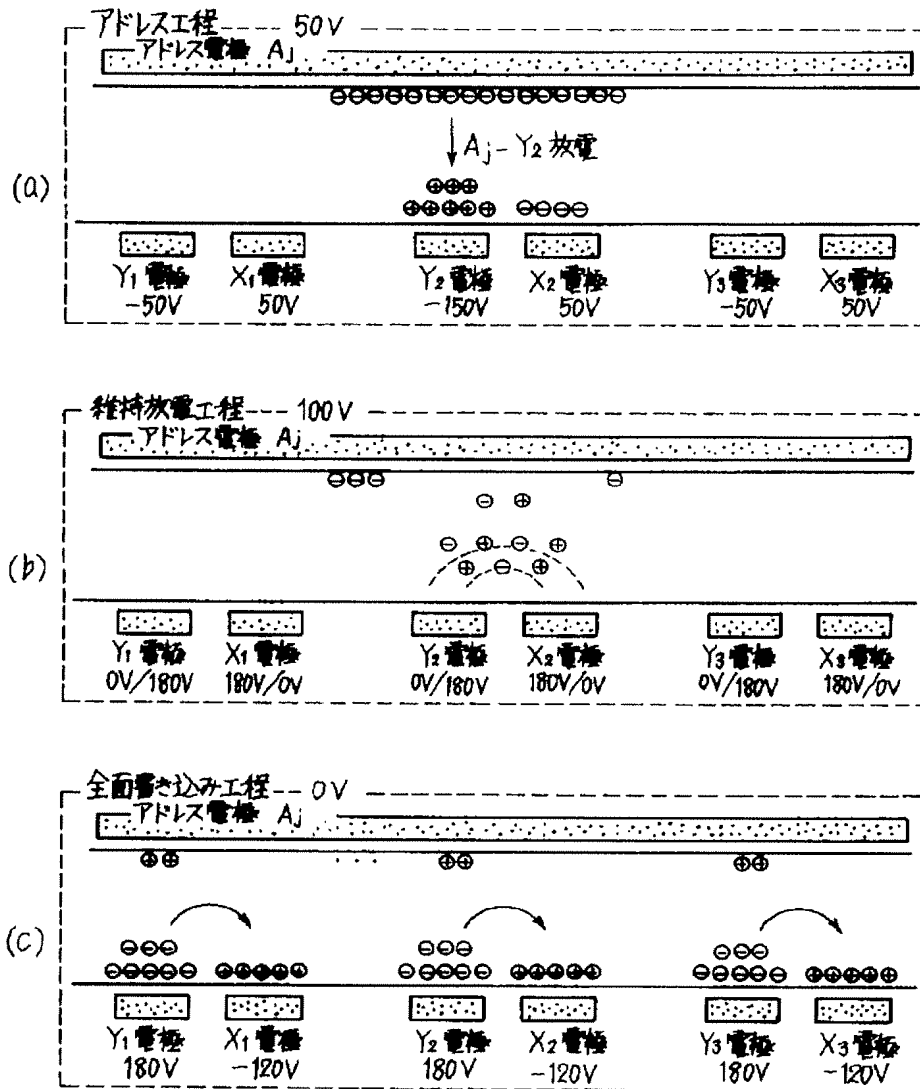 アドレス工程 50V
アドレス電極 Aj
Aj-Y2 放電
(a)
Y1 電極 X1 電極 Y2 電極 X2 電極 Y3 電極 X3 電極
-50V 50V -150V 50V -50V 50V
維持放電工程 100V
アドレス電極 Aj
(b)
Y1 電極 X1 電極 Y2 電極 X2 電極 Y3 電極 X3 電極
0V/180V 180V/0V 0V/180V 180V/0V 0V/180V 180V/0V
全面書き込み工程 0V
アドレス電極 Aj
(c)
Y1 電極 X1 電極 Y2 電極 X2 電極 Y3 電極 X3 電極
180V -120V 180V -120V 180V -120V